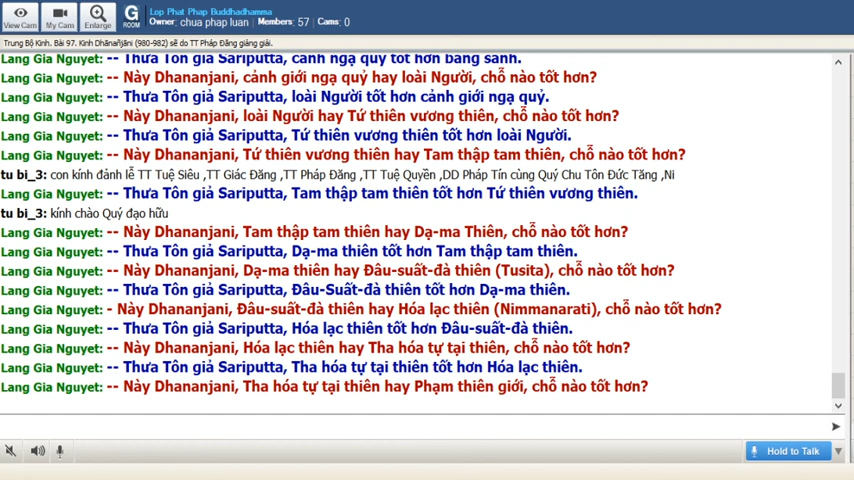 Lop Phat Phap Buddhadhamma
Owner: chua phap luan | Members: 57 | Cams: 0
View Cam
My Cam
Enlarge
G
ROOM
Trung Bộ Kinh. Bài 97. Kinh Dhānañjāni (980-982) sẽ do TT Pháp Đăng giảng giải.
Lang Gia Nguyet: -- Thưa Tôn giả Sariputta, cảnh ngạ quỷ tốt hơn bàng sanh.
Lang Gia Nguyet: -- Này Dhananjani, cảnh giới ngạ quỷ hay loài Người, chỗ nào tốt hơn?
Lang Gia Nguyet: -- Thưa Tôn giả Sariputta, loài Người tốt hơn cảnh giới ngạ quỷ.
Lang Gia Nguyet: -- Này Dhananjani, loài Người hay Tứ thiên vương thiên, chỗ nào tốt hơn?
Lang Gia Nguyet: -- Thưa Tôn giả Sariputta, Tứ thiên vương thiên tốt hơn loài Người.
Lang Gia Nguyet: -- Này Dhananjani, Tứ thiên vương thiên hay Tam thập tam thiên, chỗ nào tốt hơn?
tu bi_3: con kính đảnh lễ TT Tuệ Siêu ,TT Giác Đăng ,TT Pháp Đăng ,TT Tuệ Quyền ,DD Pháp Tín cùng Quý Chu Tôn Đức Tăng ,Ni
Lang Gia Nguyet: -- Thưa Tôn giả Sariputta, Tam thập tam thiên tốt hơn Tứ thiên vương thiên.
tu bi_3: kính chào Quý đạo hữu
Lang Gia Nguyet: -- Này Dhananjani, Tam thập tam thiên hay Dạ-ma Thiên, chỗ nào tốt hơn?
Lang Gia Nguyet: -- Thưa Tôn giả Sariputta, Dạ-ma thiên tốt hơn Tam thập tam thiên.
Lang Gia Nguyet: -- Này Dhananjani, Dạ-ma thiên hay Đâu-suất-đà thiên (Tusita), chỗ nào tốt hơn?
Lang Gia Nguyet: -- Thưa Tôn giả Sariputta, Đâu-Suất-đà thiên tốt hơn Dạ-ma thiên.
Lang Gia Nguyet: - Này Dhananjani, Đâu-suất-đà thiên hay Hóa lạc thiên (Nimmanarati), chỗ nào tốt hơn?
Lang Gia Nguyet: -- Thưa Tôn giả Sariputta, Hóa lạc thiên tốt hơn Đâu-suất-đà thiên.
Lang Gia Nguyet: -- Này Dhananjani, Hóa lạc thiên hay Tha hóa tự tại thiên, chỗ nào tốt hơn?
Lang Gia Nguyet: -- Thưa Tôn giả Sariputta, Tha hóa tự tại thiên tốt hơn Hóa lạc thiên.
Lang Gia Nguyet: -- Này Dhananjani, Tha hóa tự tại thiên hay Phạm thiên giới, chỗ nào tốt hơn?
Hold to Talk